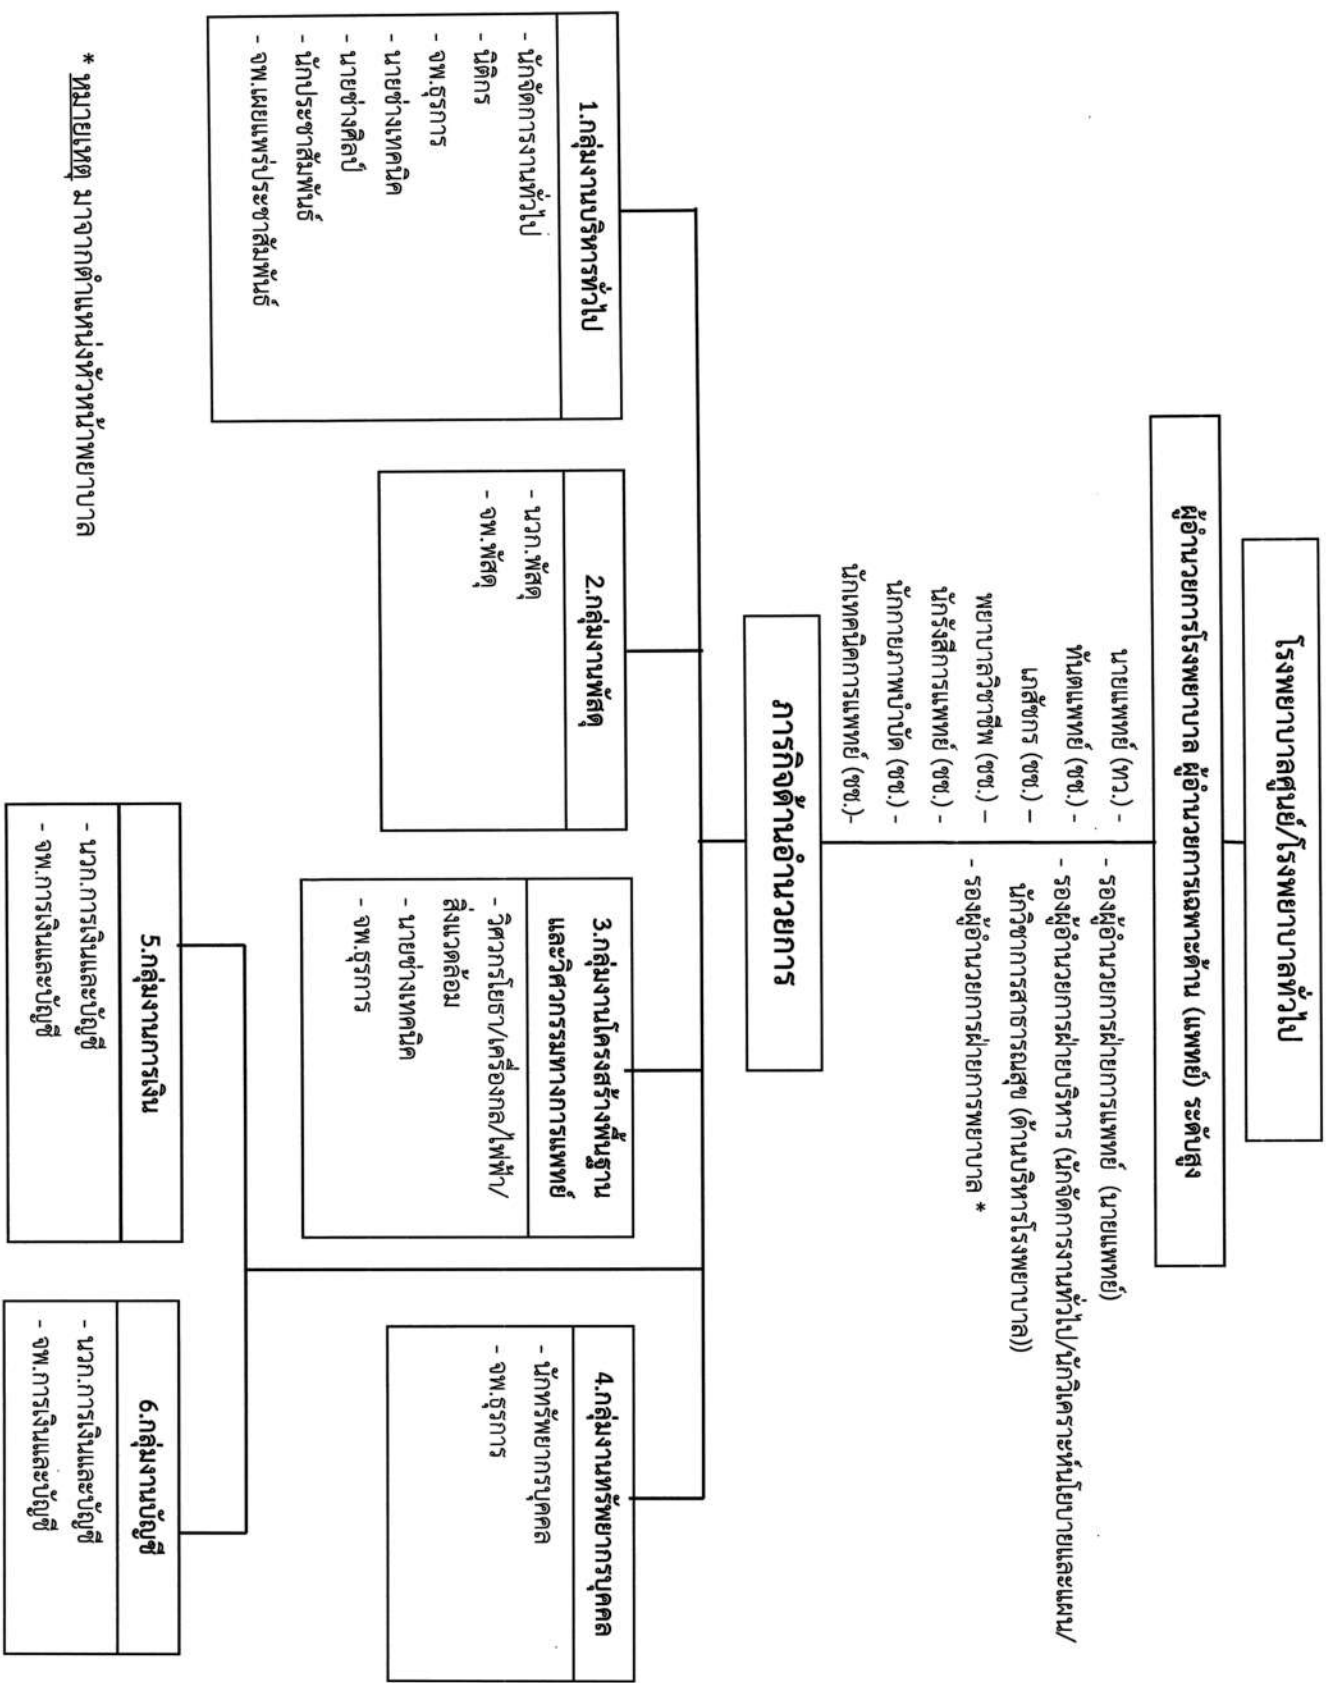 โรงพยาบาลศูนย์/โรงพยาบาลทั่วไป
ผู้อำนวยการโรงพยาบาล ผู้อำนวยการเฉพาะด้าน (แพทย์) ระดับสูง
นายแพทย์ (ทว.) -
ทันตแพทย์ (ชช.) -
เภสัชกร (ชช.) –
พยาบาลวิชาชีพ (ชช.) –
นักรังสีการแพทย์ (ชช.) -
นักกายภาพบำบัด (ชช.) -
นักเทคนิคการแพทย์ (ชช.)-
- รองผู้อำนวยการฝ่ายการแพทย์ (นายแพทย์)
- รองผู้อำนวยการฝ่ายบริหาร (นักจัดการงานทั่วไป/นักวิเคราะห์นโยบายและแผน/
นักวิชาการสาธารณสุข (ด้านบริหารโรงพยาบาล))
- รองผู้อำนวยการฝ่ายการพยาบาล *
ภารกิจด้านอำนวยการ
1.กลุ่มงานบริหารทั่วไป
- นักจัดการงานทั่วไป
- นิติกร
- จพ.ธุรการ
- นายช่างเทคนิค
- นายช่างศิลป์
- นักประชาสัมพันธ์
- จพ.เผยแพร่ประชาสัมพันธ์
2.กลุ่มงานพัสดุ
- นวก.พัสดุ
- จพ.พัสดุ
3.กลุ่มงานโครงสร้างพื้นฐาน
และวิศวกรรมทางการแพทย์
- วิศวกรโยธา/เครื่องกล/ไฟฟ้า/
สิ่งแวดล้อม
- นายช่างเทคนิค
- จพ.ธุรการ
4.กลุ่มงานทรัพยากรบุคคล
- นักทรัพยากรบุคคล
- จพ.ธุรการ
5.กลุ่มงานการเงิน
- นวก.การเงินและบัญชี
- จพ.การเงินและบัญชี
6.กลุ่มงานบัญชี
- นวก.การเงินและบัญชี
- จพ.การเงินและบัญชี
* หมายเหตุ มาจากตำแหน่งหัวหน้าพยาบาล